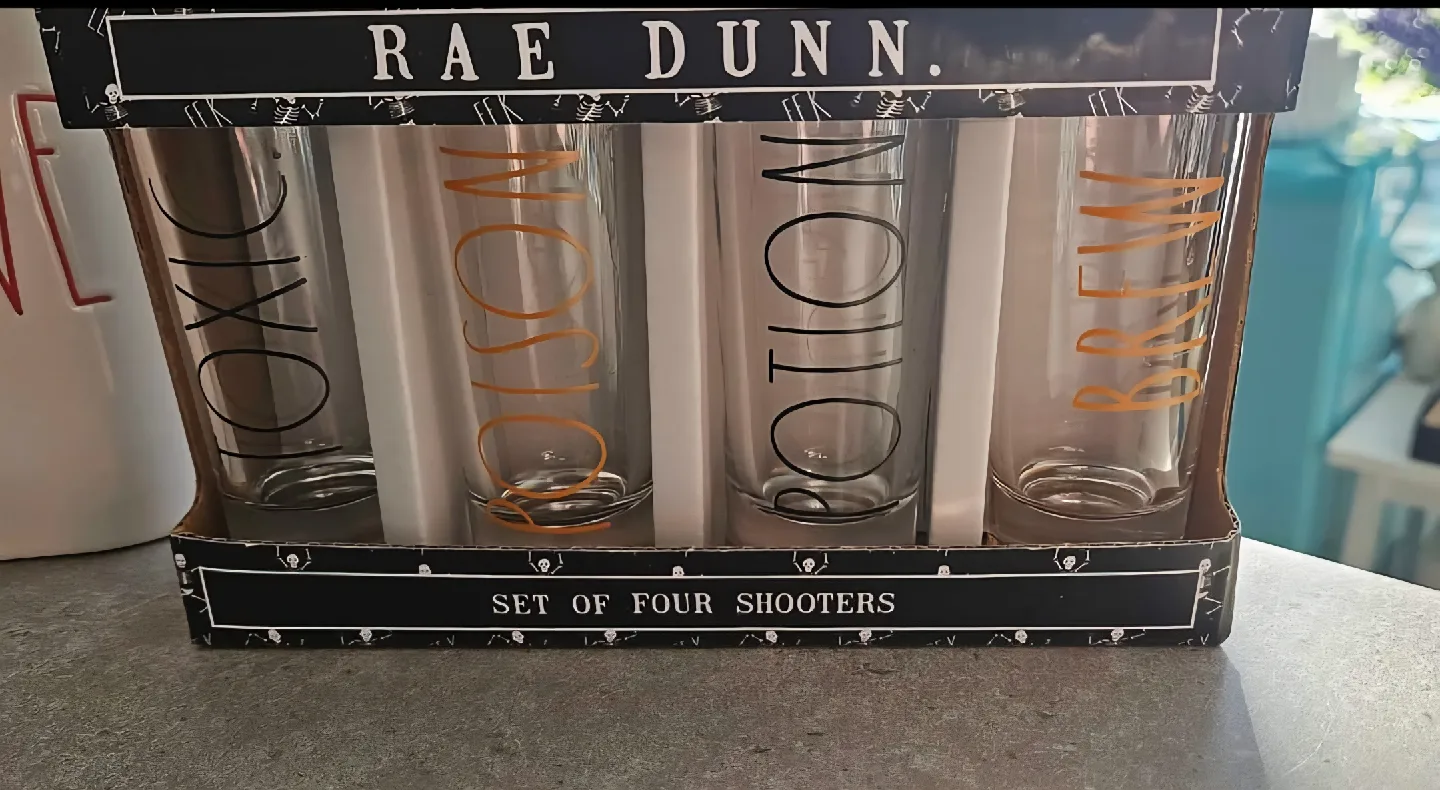 RAE DUNN.
TOXIC
POISON
POTION
BREW
SET OF FOUR SHOOTERS